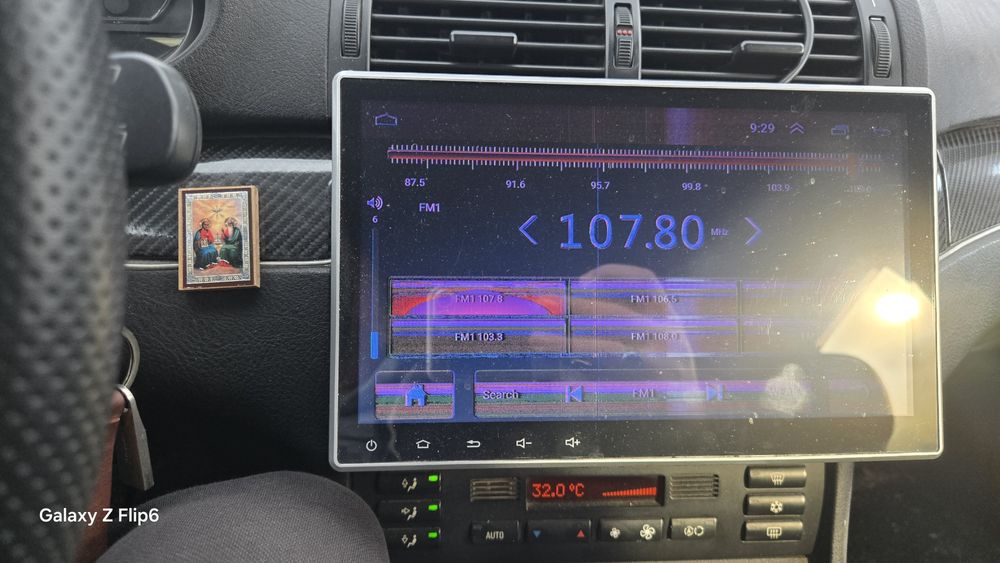 9:29
87.5 91.6 95.7 99.8 103.9
6
FM1
107.80 MHz
FM1 107.8 FM1 106.5
FM1 103.3 FM1 108.0
Search FM1
32.0°C
AUTO
Galaxy Z Flip6